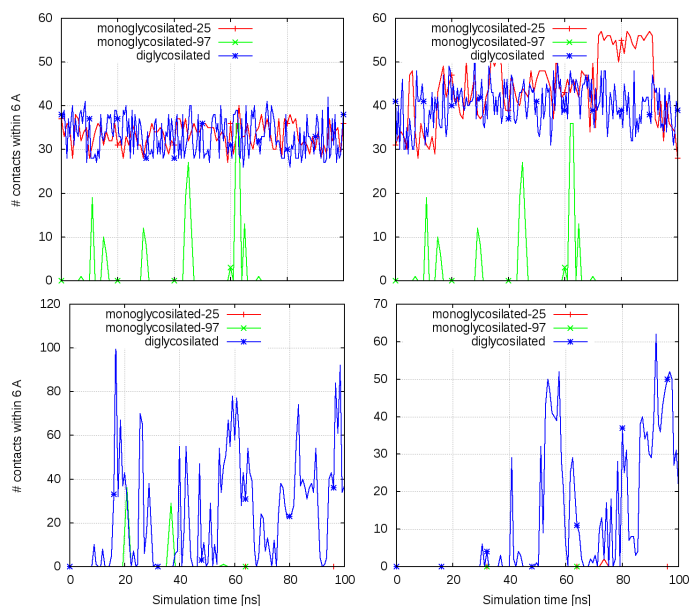 60
50
40
30
20
10
0
# contacts within 6 A
monoglycosilated-25
monoglycosilated-97
diglycosilated
60
50
40
30
20
10
0
monoglycosilated-25
monoglycosilated-97
diglycosilated
120
100
80
60
40
20
0
# contacts within 6 A
monoglycosilated-25
monoglycosilated-97
diglycosilated
0 20 40 60 80 100
Simulation time [ns]
70
60
50
40
30
20
10
0
monoglycosilated-25
monoglycosilated-97
diglycosilated
0 20 40 60 80 100
Simulation time [ns]